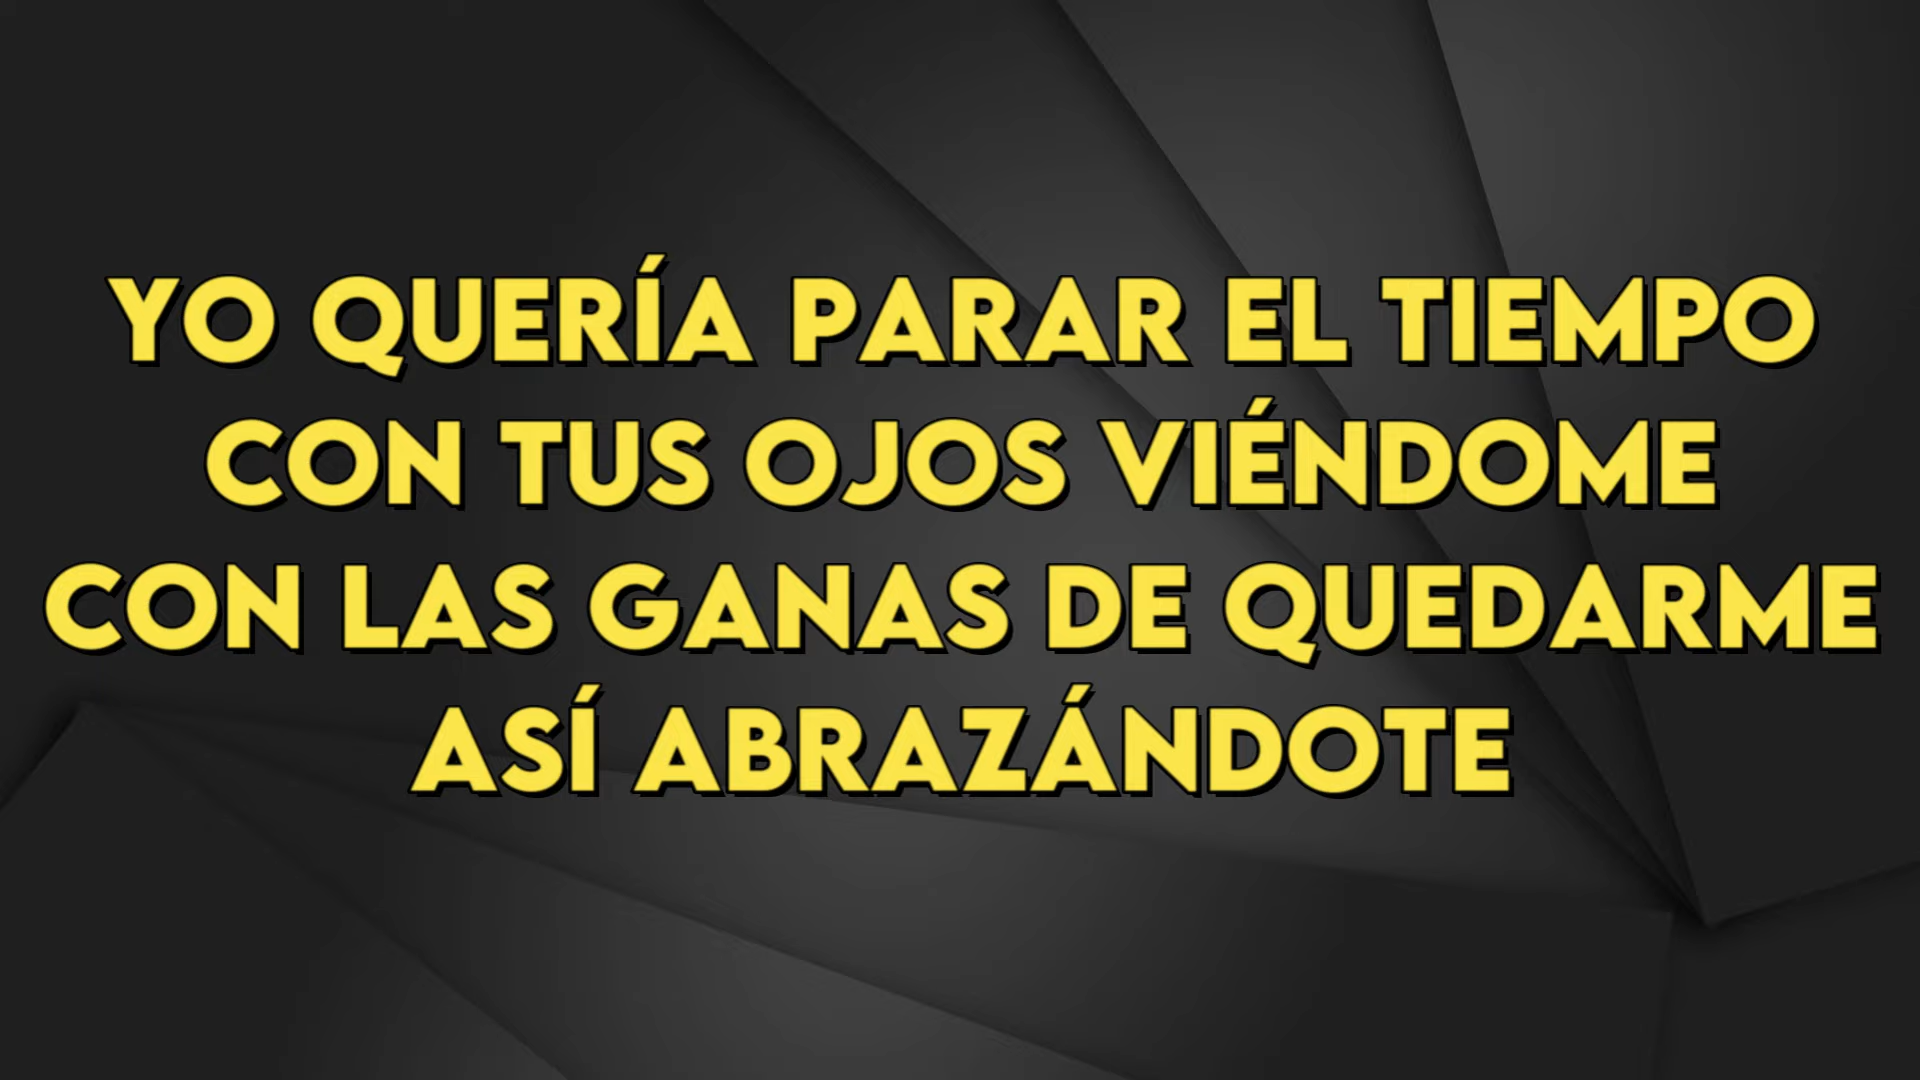 YO QUERÍA PARAR EL TIEMPO
CON TUS OJOS VIÉNDOME
CON LAS GANAS DE QUEDARME
ASÍ ABRAZÁNDOTE